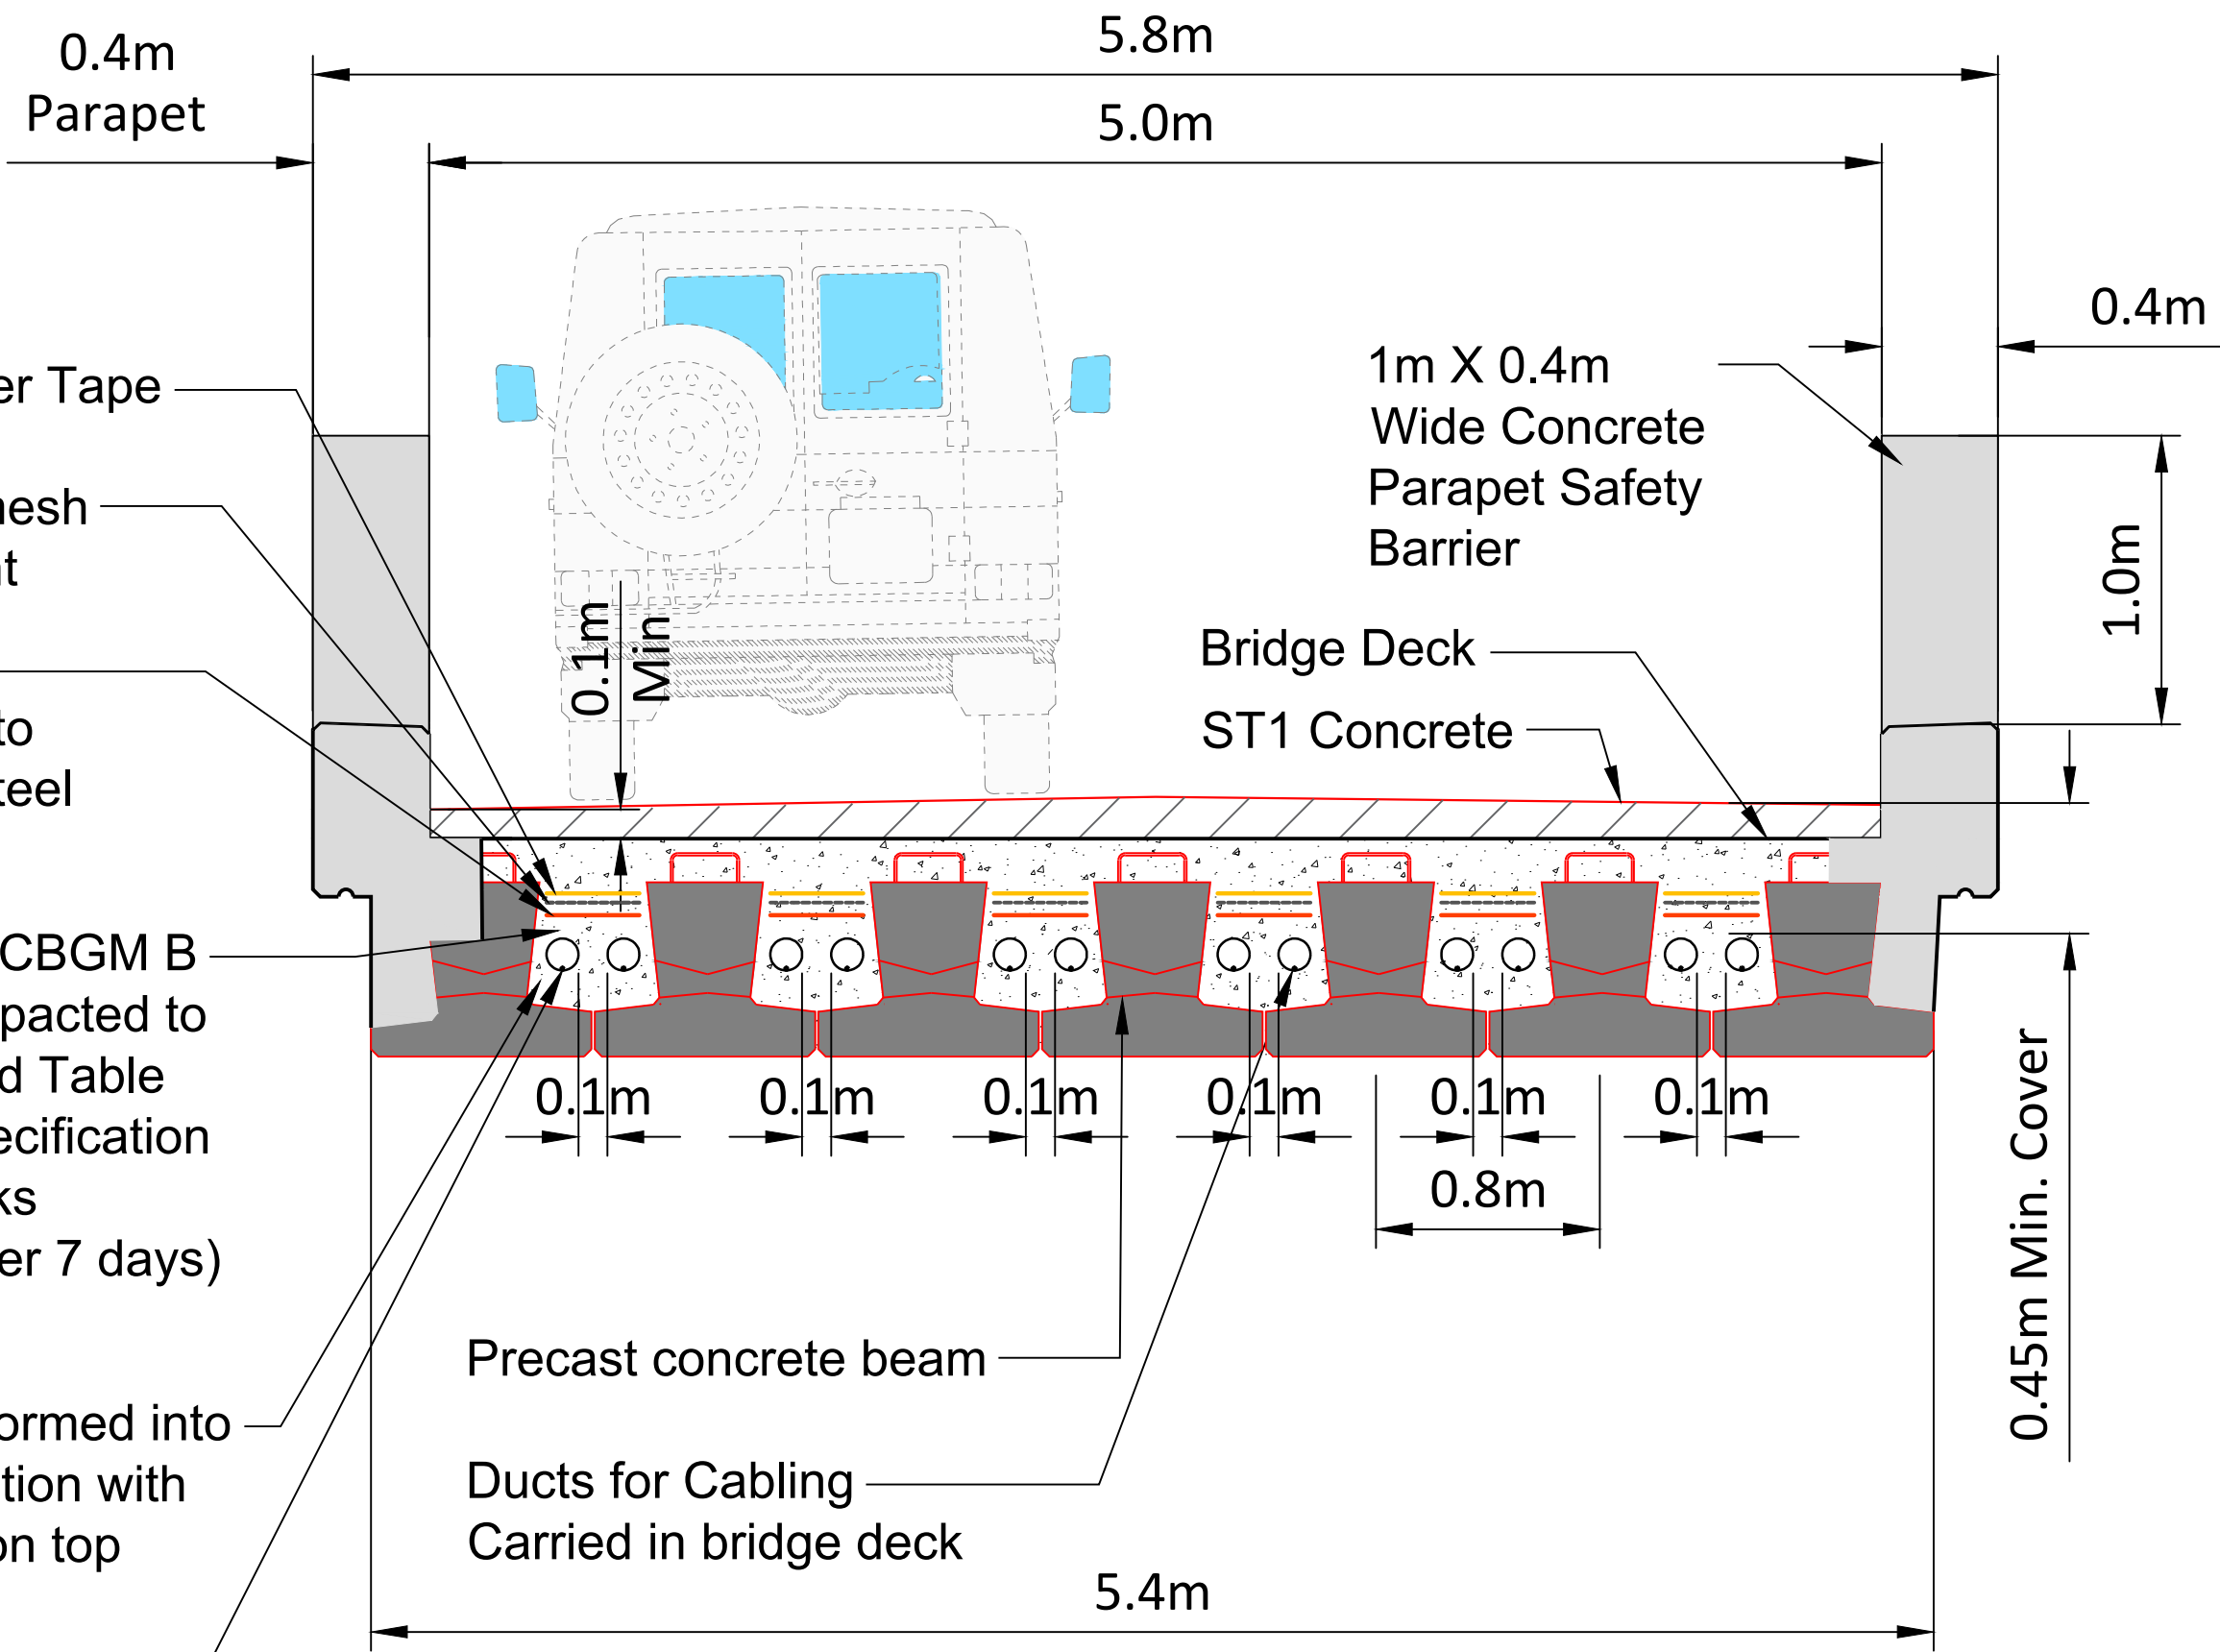 0.4m
Parapet
5.8m
5.0m
0.4m
er Tape
1m X 0.4m
Wide Concrete
Parapet Safety
Barrier
1.0m
nesh
nt
0.1m
Min
Bridge Deck
ST1 Concrete
to
teel
CBGM B
pacted to
d Table
ecification
ks
er 7 days)
0.1m
0.1m
0.1m
0.1m
0.1m
0.1m
0.8m
0.45m Min. Cover
Precast concrete beam
ormed into
tion with
on top
Ducts for Cabling
Carried in bridge deck
5.4m